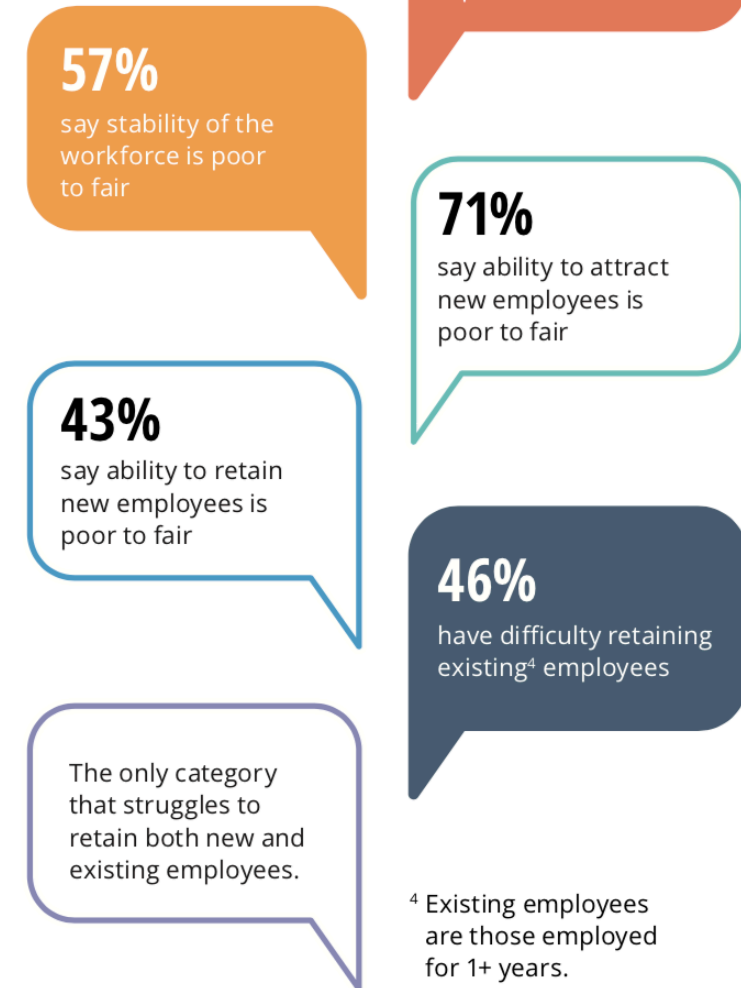 57%
say stability of the
workforce is poor
to fair
71%
say ability to attract
new employees is
poor to fair
43%
say ability to retain
new employees is
poor to fair
46%
have difficulty retaining
existing⁴ employees
The only category
that struggles to
retain both new and
existing employees.
⁴ Existing employees
are those employed
for 1+ years.